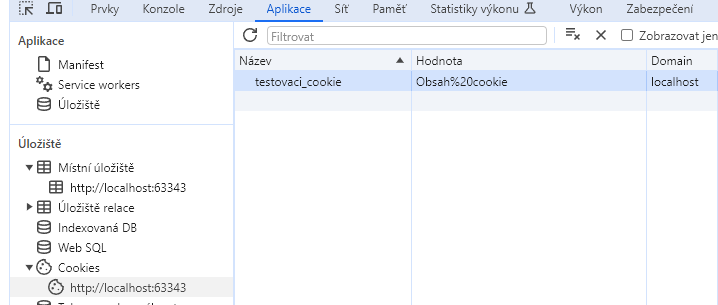 Prvky Konzole Zdroje Aplikace Síť Paměť Statistiky výkonu Výkon Zabezpečení
Aplikace
Manifest
Service workers
Úložiště
Úložiště
Místní úložiště
http://localhost:63343
Úložiště relace
Indexovaná DB
Web SQL
Cookies
http://localhost:63343
Filtrovat
Zobrazovat jen
Název Hodnota Domain
testovaci_cookie Obsah%20cookie localhost